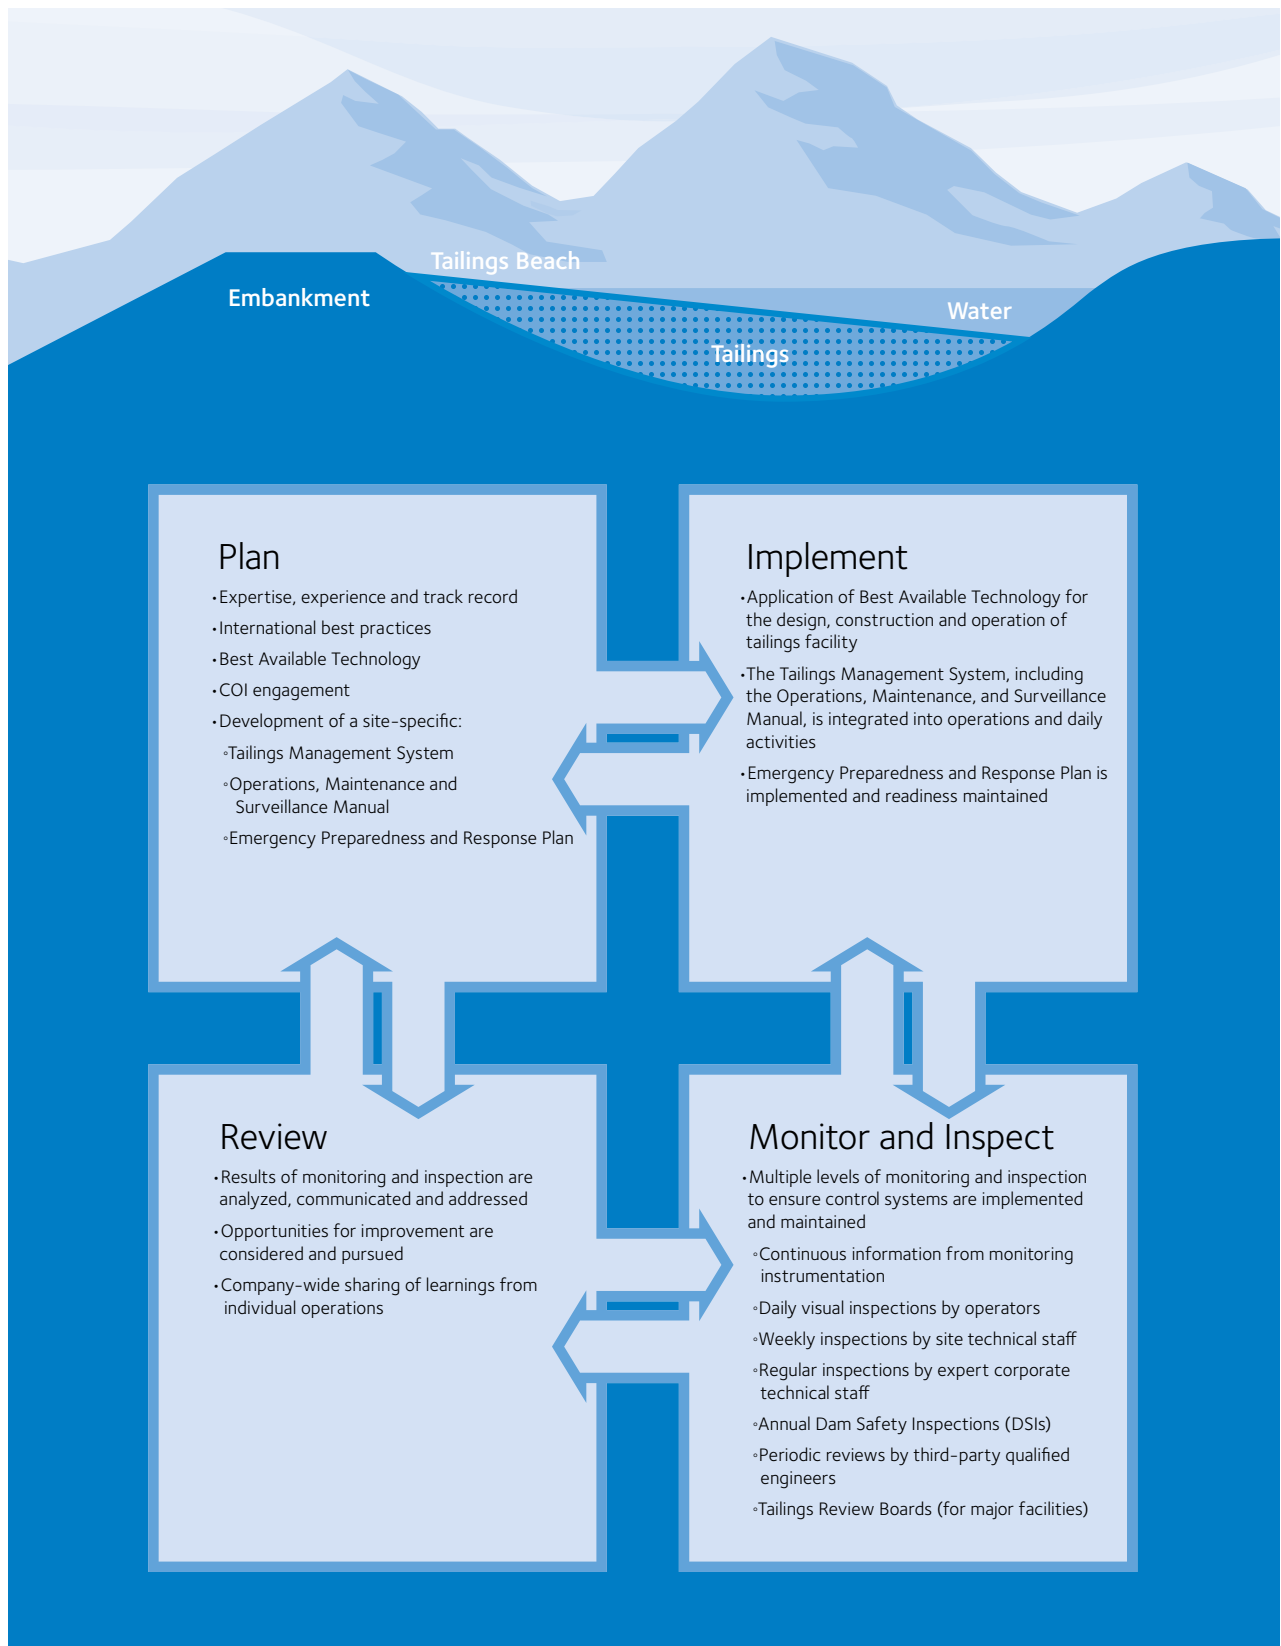 Tailings Beach
Embankment
Water
Tailings
Plan
•Expertise, experience and track record
•International best practices
•Best Available Technology
•COI engagement
•Development of a site-specific:
◦Tailings Management System
◦Operations, Maintenance and
Surveillance Manual
◦Emergency Preparedness and Response Plan
Implement
•Application of Best Available Technology for
the design, construction and operation of
tailings facility
•The Tailings Management System, including
the Operations, Maintenance, and Surveillance
Manual, is integrated into operations and daily
activities
•Emergency Preparedness and Response Plan is
implemented and readiness maintained
Review
•Results of monitoring and inspection are
analyzed, communicated and addressed
•Opportunities for improvement are
considered and pursued
•Company-wide sharing of learnings from
individual operations
Monitor and Inspect
•Multiple levels of monitoring and inspection
to ensure control systems are implemented
and maintained
◦Continuous information from monitoring
instrumentation
◦Daily visual inspections by operators
◦Weekly inspections by site technical staff
◦Regular inspections by expert corporate
technical staff
◦Annual Dam Safety Inspections (DSIs)
◦Periodic reviews by third-party qualified
engineers
◦Tailings Review Boards (for major facilities)